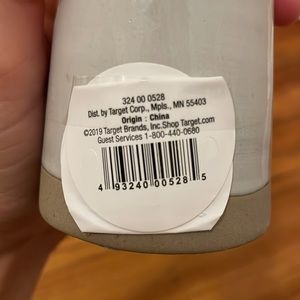 324 00 0528
Dist. by Target Corp., Mpls., MN 55403
Origin : China
©2019 Target Brands, Inc.Shop Target.com
Guest Services 1-800-440-0680
4 93240 00528 5